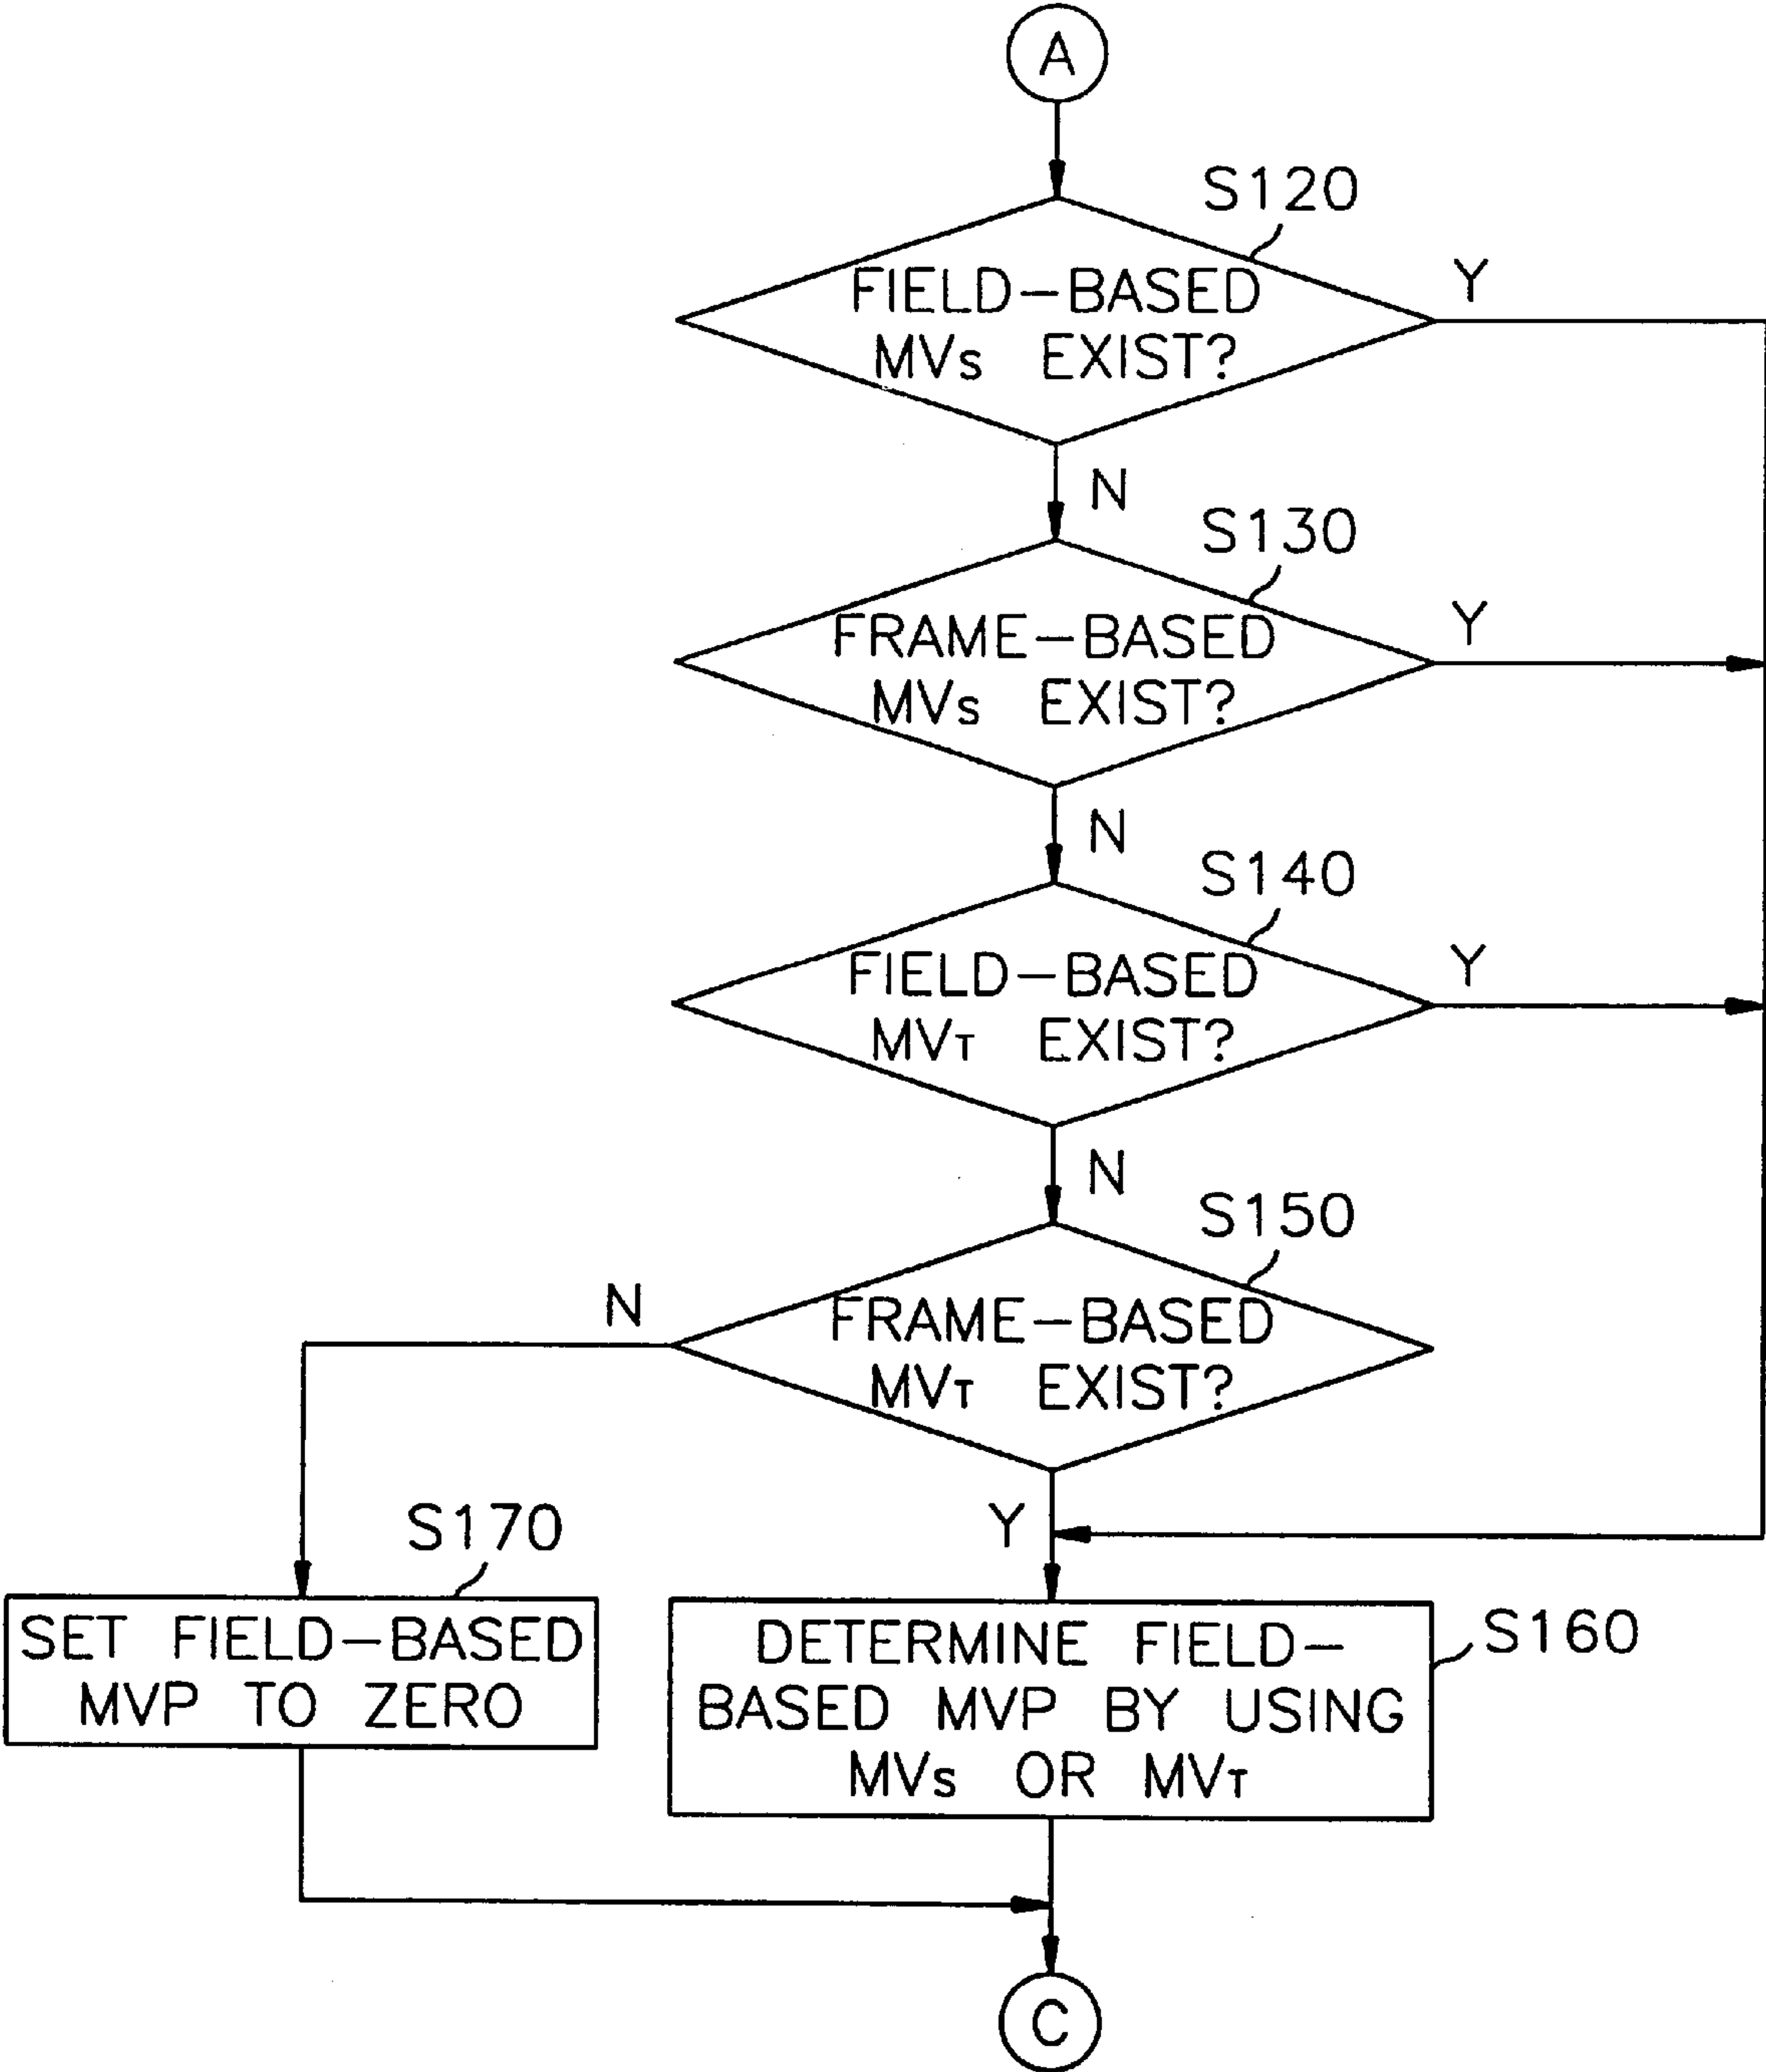 A
S120
FIELD-BASED
MVs EXIST?
Y
N
S130
FRAME-BASED
MVs EXIST?
Y
N
S140
FIELD-BASED
MVT EXIST?
Y
N
S150
FRAME-BASED
MVT EXIST?
N
Y
S170
SET FIELD-BASED
MVP TO ZERO
S160
DETERMINE FIELD-
BASED MVP BY USING
MVs OR MVT
C